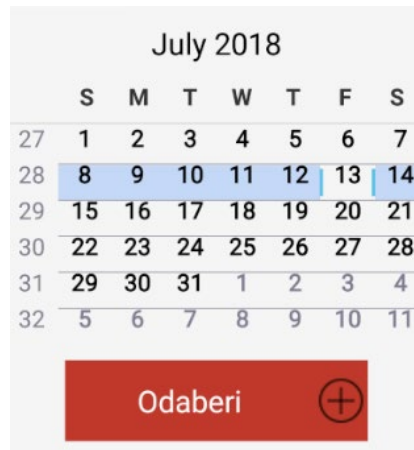 July 2018
S M T W T F S
27 1 2 3 4 5 6 7
28 8 9 10 11 12 13 14
29 15 16 17 18 19 20 21
30 22 23 24 25 26 27 28
31 29 30 31 1 2 3 4
32 5 6 7 8 9 10 11
Odaberi